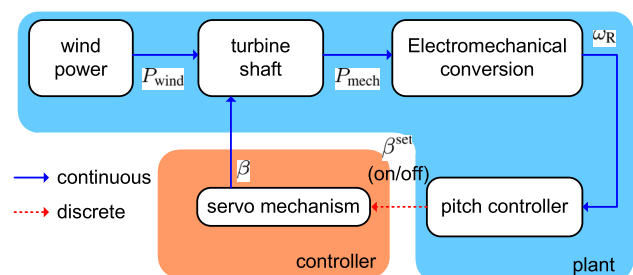 wind
power
P_wind
turbine
shaft
P_mech
Electromechanical
conversion
ω_R
β
β^set
(on/off)
continuous
discrete
servo mechanism
pitch controller
controller
plant